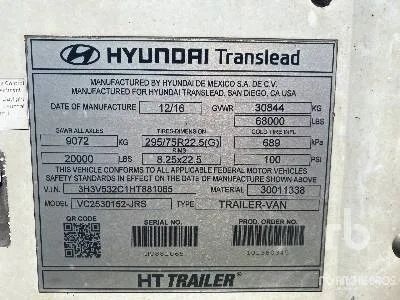 HYUNDAI Translead
MANUFACTURED BY HYUNDAI DE MEXICO S.A. DE C.V.
MANUFACTURED FOR HYUNDAI TRANSLEAD, SAN DIEGO, CA USA
DATE OF MANUFACTURE 12/16 GVWR 30844 KG
68000 LBS
GAWR ALL AXLES TIRES-DIMENSION COLD TIRE INFL.
9072 KG 295/75R22.5(G) 689 kPA
RIMS
20000 LBS 8.25x22.5 100 PSI
THIS VEHICLE CONFORMS TO ALL APPLICABLE FEDERAL MOTOR VEHICLES
SAFETY STANDARDS IN EFFECT ON DATE OF MANUFACTURE SHOWN ABOVE
V.I.N. 3H3V532C1HT881065 MATERIAL 30011338
MODEL VC2530152-JRS TYPE TRAILER-VAN
QR CODE SERIAL NO. PROD. ORDER NO.
HT TRAILER
Ritchie Bros